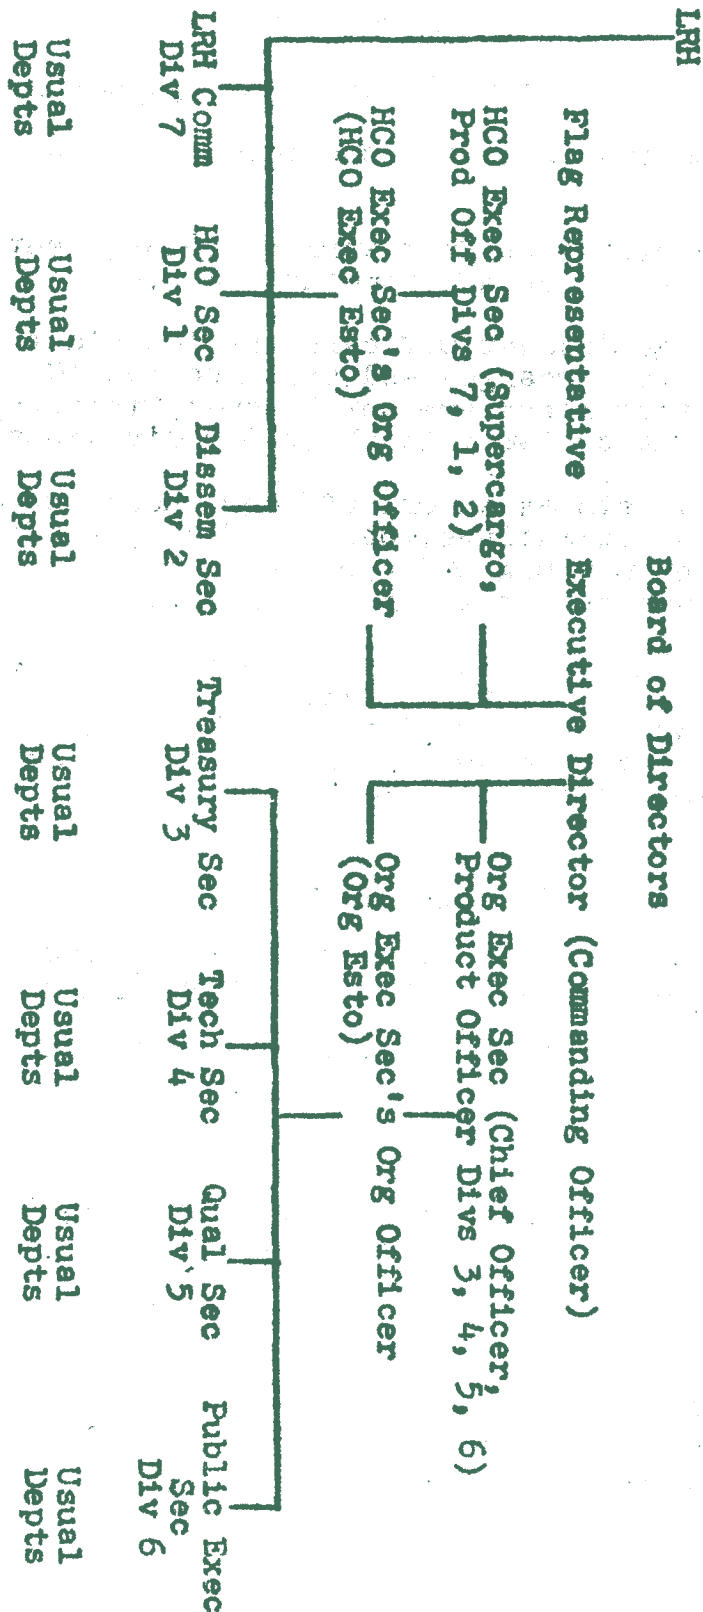 LRH
Board of Directors
Flag Representative
Executive Director (Commanding Officer)
HCO Exec Sec (Supercargo,
Prod Off Divs 7, 1, 2)
Org Exec Sec (Chief Officer,
Product Officer Divs 3, 4, 5, 6)
HCO Exec Sec's Org Officer
(HCO Exec Esto)
Org Exec Sec's Org Officer
(Org Esto)
LRH Comm
Div 7
HCO Sec
Div 1
Dissem Sec
Div 2
Treasury Sec
Div 3
Tech Sec
Div 4
Qual Sec
Div 5
Public Exec
Sec
Div 6
Usual
Depts
Usual
Depts
Usual
Depts
Usual
Depts
Usual
Depts
Usual
Depts
Usual
Depts